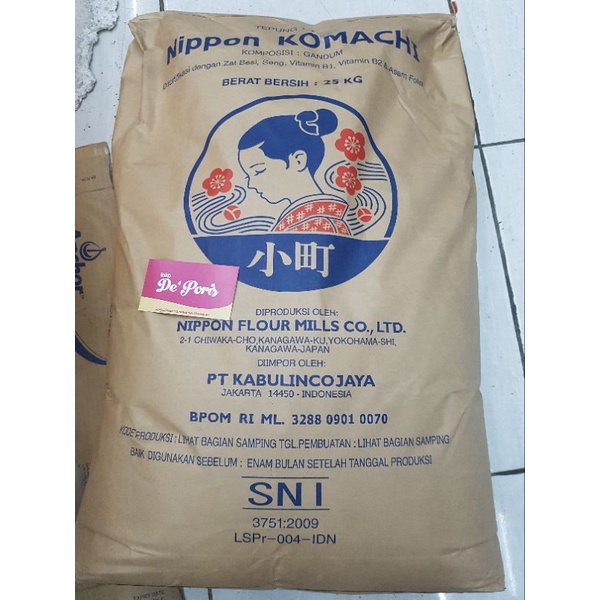 TEPUNG
Nippon KOMACHI
KOMPOSISI : GANDUM
Difortifikasi dengan Zat Besi, Seng, Vitamin B1, Vitamin B2 & Asam Folat
BERAT BERSIH : 25 KG
小町
toko
De' Poris
DIPRODUKSI OLEH:
NIPPON FLOUR MILLS CO., LTD.
2-1 CHIWAKA-CHO, KANAGAWA-KU, YOKOHAMA-SHI,
KANAGAWA-JAPAN
DIIMPOR OLEH:
PT KABULINCOJAYA
JAKARTA 14450 - INDONESIA
BPOM RI ML. 3288 0901 0070
KODE PRODUKSI : LIHAT BAGIAN SAMPING TGL. PEMBUATAN : LIHAT BAGIAN SAMPING
BAIK DIGUNAKAN SEBELUM : ENAM BULAN SETELAH TANGGAL PRODUKSI
SNI
3751:2009
LSPr-004-IDN